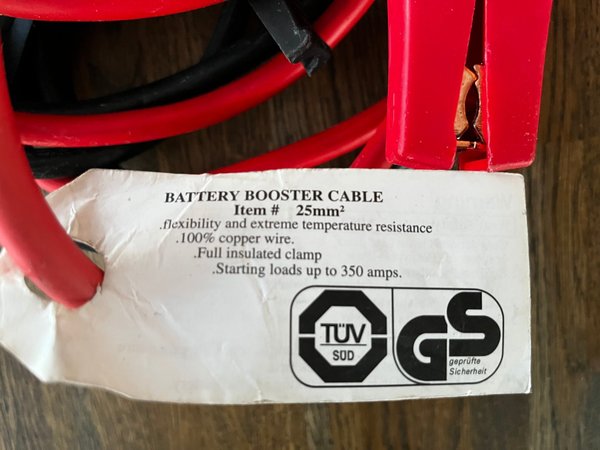 BATTERY BOOSTER CABLE
Item # 25mm²
.flexibility and extreme temperature resistance
.100% copper wire.
.Full insulated clamp
.Starting loads up to 350 amps.
TÜV
SÜD
GS
geprüfte
Sicherheit